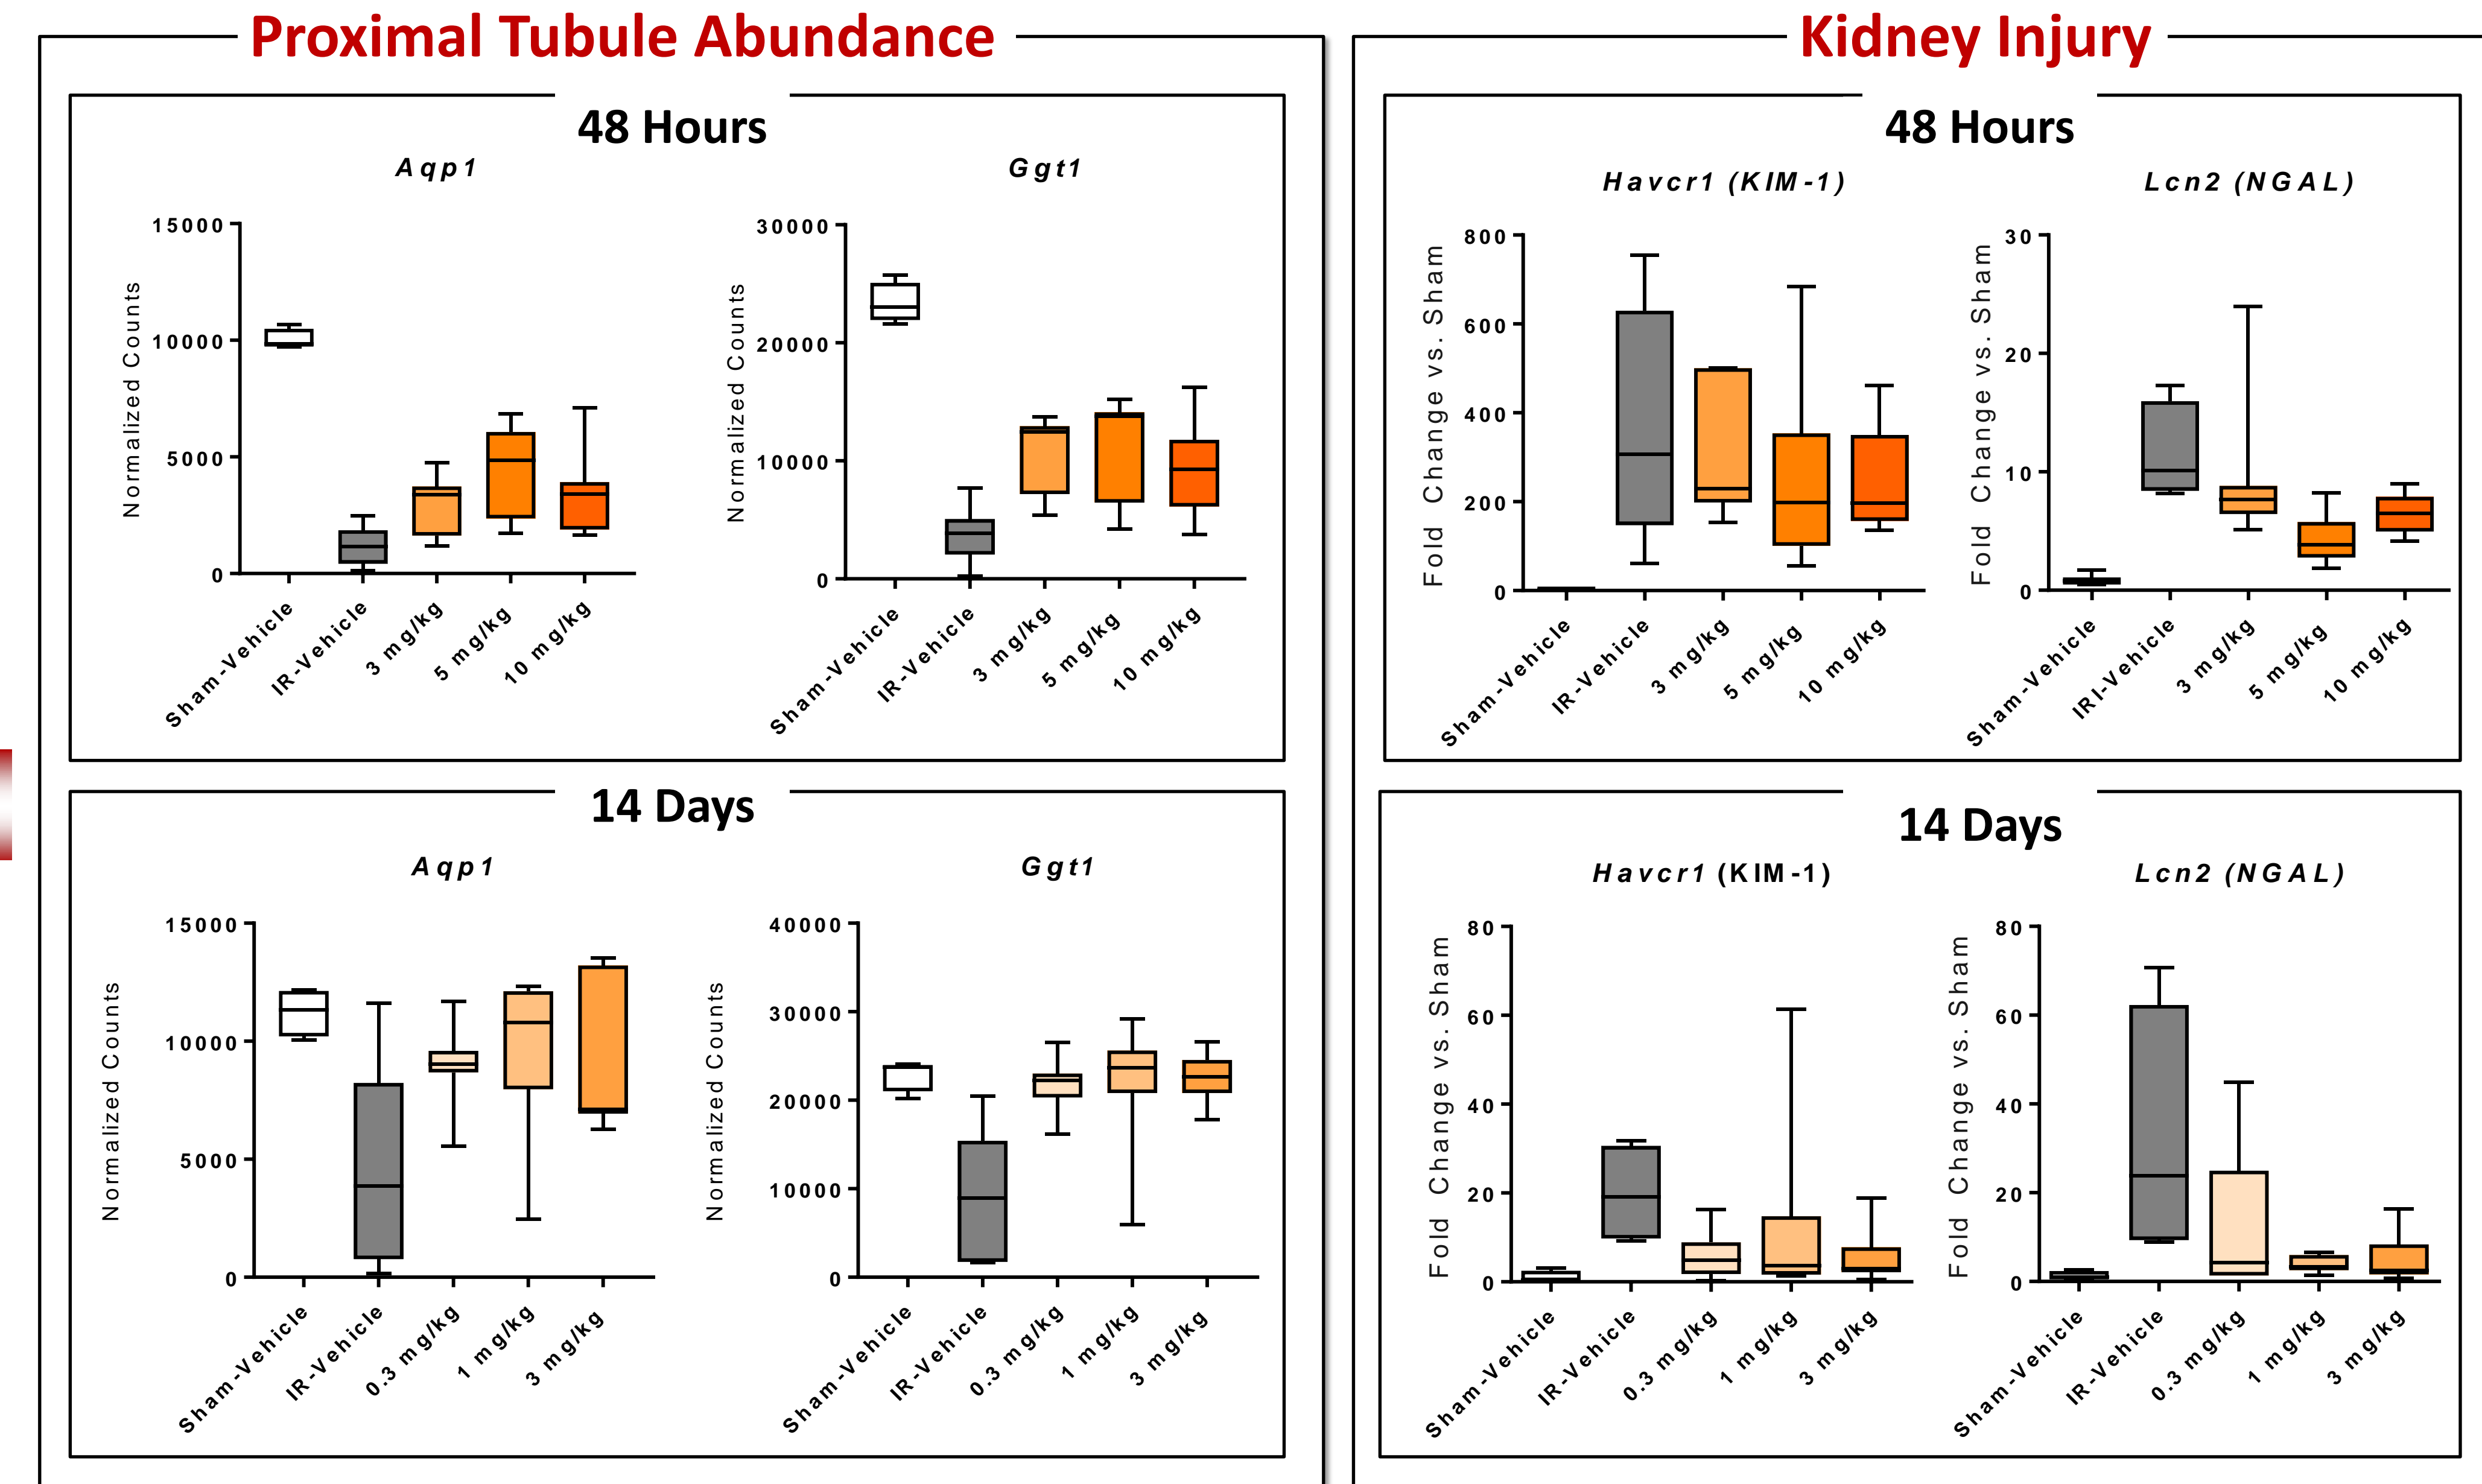 Proximal Tubule Abundance
48 Hours
Aqp1
Normalized Counts
15000
10000
5000
0
Sham-Vehicle
IR-Vehicle
3 mg/kg
5 mg/kg
10 mg/kg
Ggt1
Normalized Counts
30000
20000
10000
0
Sham-Vehicle
IR-Vehicle
3 mg/kg
5 mg/kg
10 mg/kg
14 Days
Aqp1
Normalized Counts
15000
10000
5000
0
Sham-Vehicle
IR-Vehicle
0.3 mg/kg
1 mg/kg
3 mg/kg
Ggt1
Normalized Counts
40000
30000
20000
10000
0
Sham-Vehicle
IR-Vehicle
0.3 mg/kg
1 mg/kg
3 mg/kg
Kidney Injury
48 Hours
Havcr1 (KIM-1)
Fold Change vs. Sham
800
600
400
200
0
Sham-Vehicle
IR-Vehicle
3 mg/kg
5 mg/kg
10 mg/kg
Lcn2 (NGAL)
Fold Change vs. Sham
30
20
10
0
Sham-Vehicle
IRI-Vehicle
3 mg/kg
5 mg/kg
10 mg/kg
14 Days
Havcr1 (KIM-1)
Fold Change vs. Sham
80
60
40
20
0
Sham-Vehicle
IR-Vehicle
0.3 mg/kg
1 mg/kg
3 mg/kg
Lcn2 (NGAL)
Fold Change vs. Sham
80
60
40
20
0
Sham-Vehicle
IR-Vehicle
0.3 mg/kg
1 mg/kg
3 mg/kg